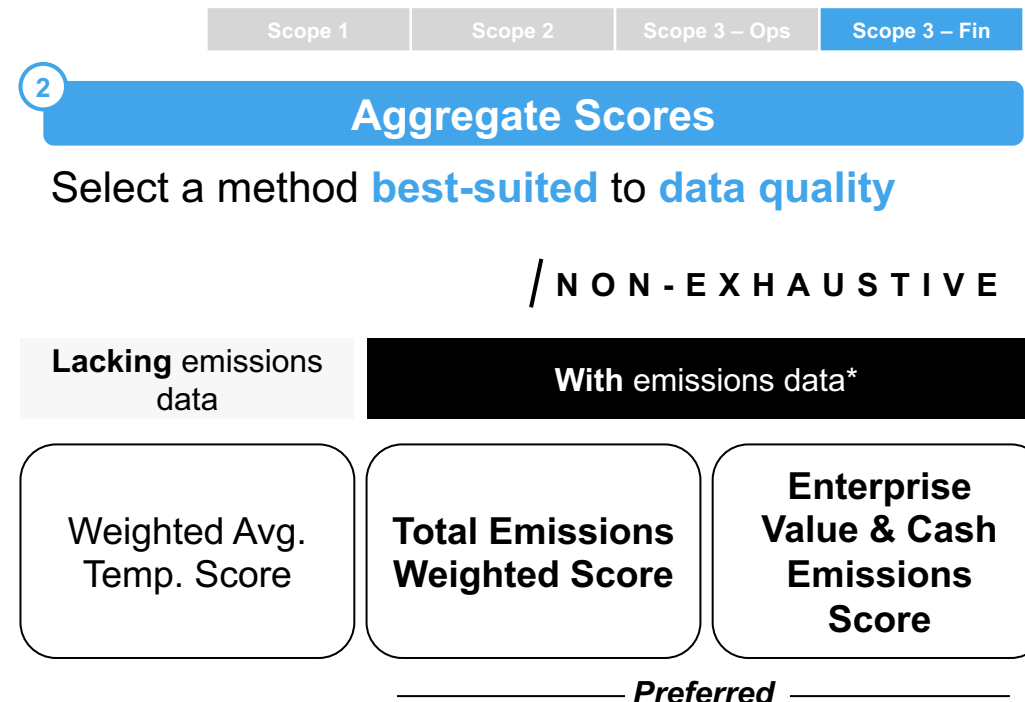 Scope 1
Scope 2
Scope 3 – Ops
Scope 3 – Fin
2
Aggregate Scores
Select a method best-suited to data quality
/NON-EXHAUSTIVE
Lacking emissions
data
With emissions data*
Weighted Avg.
Temp. Score
Total Emissions
Weighted Score
Enterprise
Value & Cash
Emissions
Score
Preferred